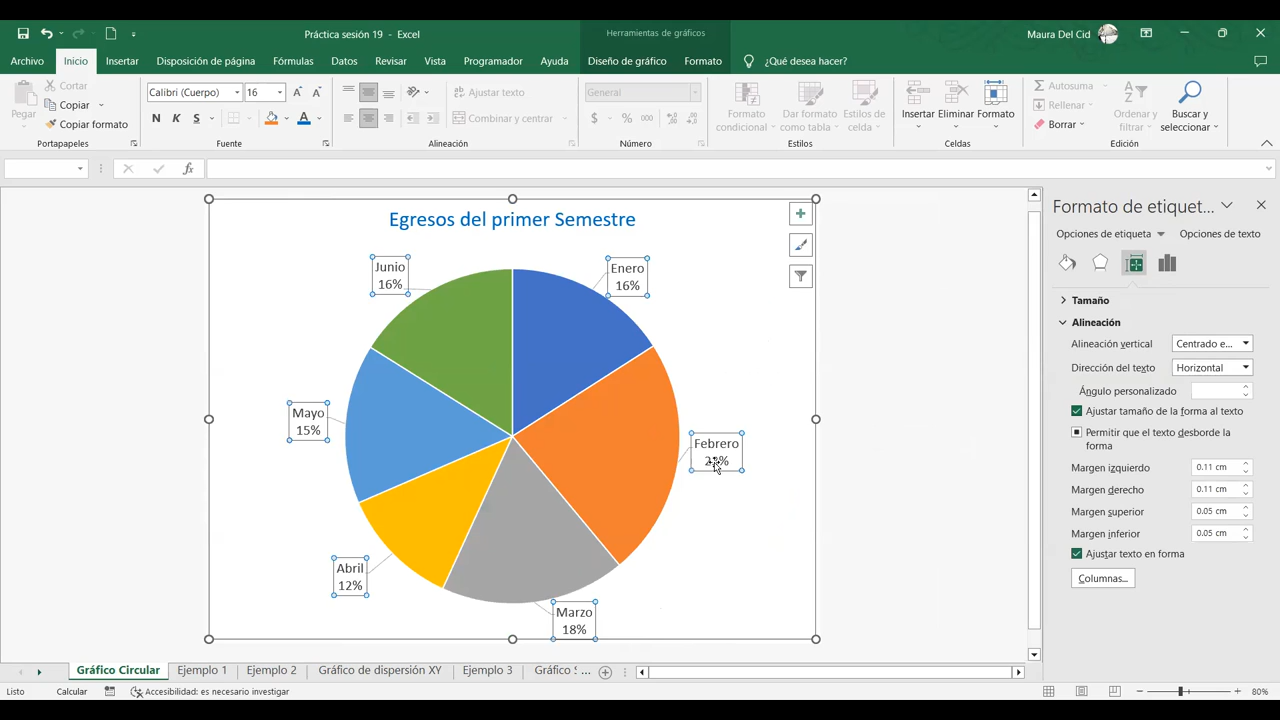 Práctica sesión 19 - Excel
Herramientas de gráficos
Maura Del Cid
Archivo Inicio Insertar Disposición de página Fórmulas Datos Revisar Vista Programador Ayuda Diseño de gráfico Formato ¿Qué desea hacer?
Pegar
Cortar
Copiar
Copiar formato
Portapapeles
Calibri (Cuerpo) 16
N K S
Fuente
Ajustar texto
Combinar y centrar
Alineación
General
$ % 000
Número
Formato condicional
Dar formato como tabla
Estilos de celda
Estilos
Insertar Eliminar Formato
Celdas
Autosuma
Rellenar
Borrar
Ordenar y filtrar
Buscar y seleccionar
Edición
fx
Egresos del primer Semestre
Junio
16%
Enero
16%
Mayo
15%
Febrero
Abril
12%
Marzo
18%
Formato de etiquet...
Opciones de etiqueta Opciones de texto
Tamaño
Alineación
Alineación vertical Centrado e...
Dirección del texto Horizontal
Ángulo personalizado
Ajustar tamaño de la forma al texto
Permitir que el texto desborde la
forma
Margen izquierdo 0.11 cm
Margen derecho 0.11 cm
Margen superior 0.05 cm
Margen inferior 0.05 cm
Ajustar texto en forma
Columnas...
Gráfico Circular Ejemplo 1 Ejemplo 2 Gráfico de dispersión XY Ejemplo 3 Gráfico S ...
Listo Calcular Accesibilidad: es necesario investigar 80%